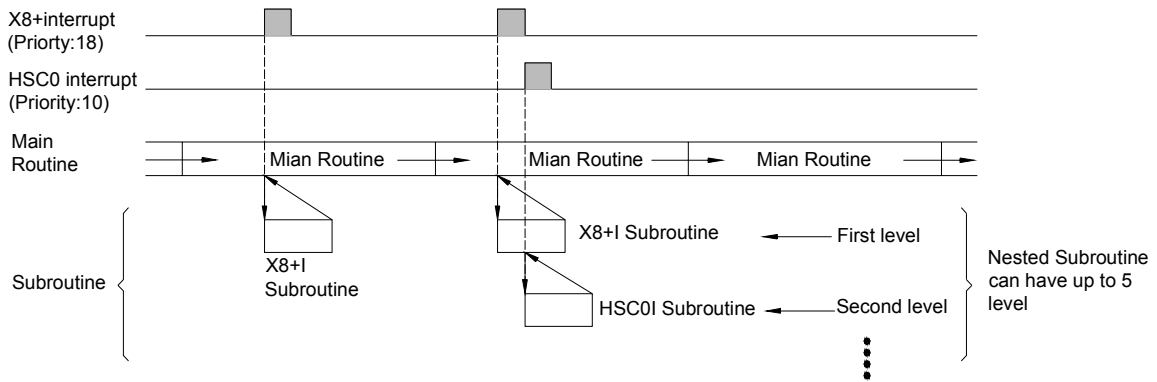 X8+interrupt
(Priorty:18)
HSC0 interrupt
(Priority:10)
Main
Routine
Mian Routine
Mian Routine
Mian Routine
Subroutine
X8+I
Subroutine
X8+I Subroutine
First level
HSC0I Subroutine
Second level
Nested Subroutine
can have up to 5
level